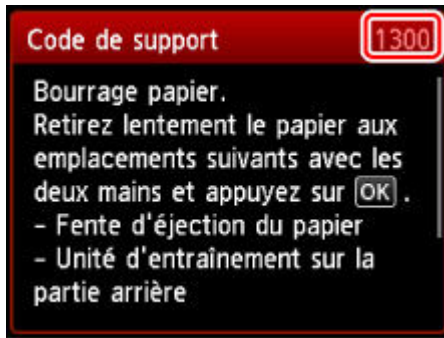 Code de support 1300
Bourrage papier.
Retirez lentement le papier aux
emplacements suivants avec les
deux mains et appuyez sur OK .
- Fente d'éjection du papier
- Unité d'entraînement sur la
partie arrière